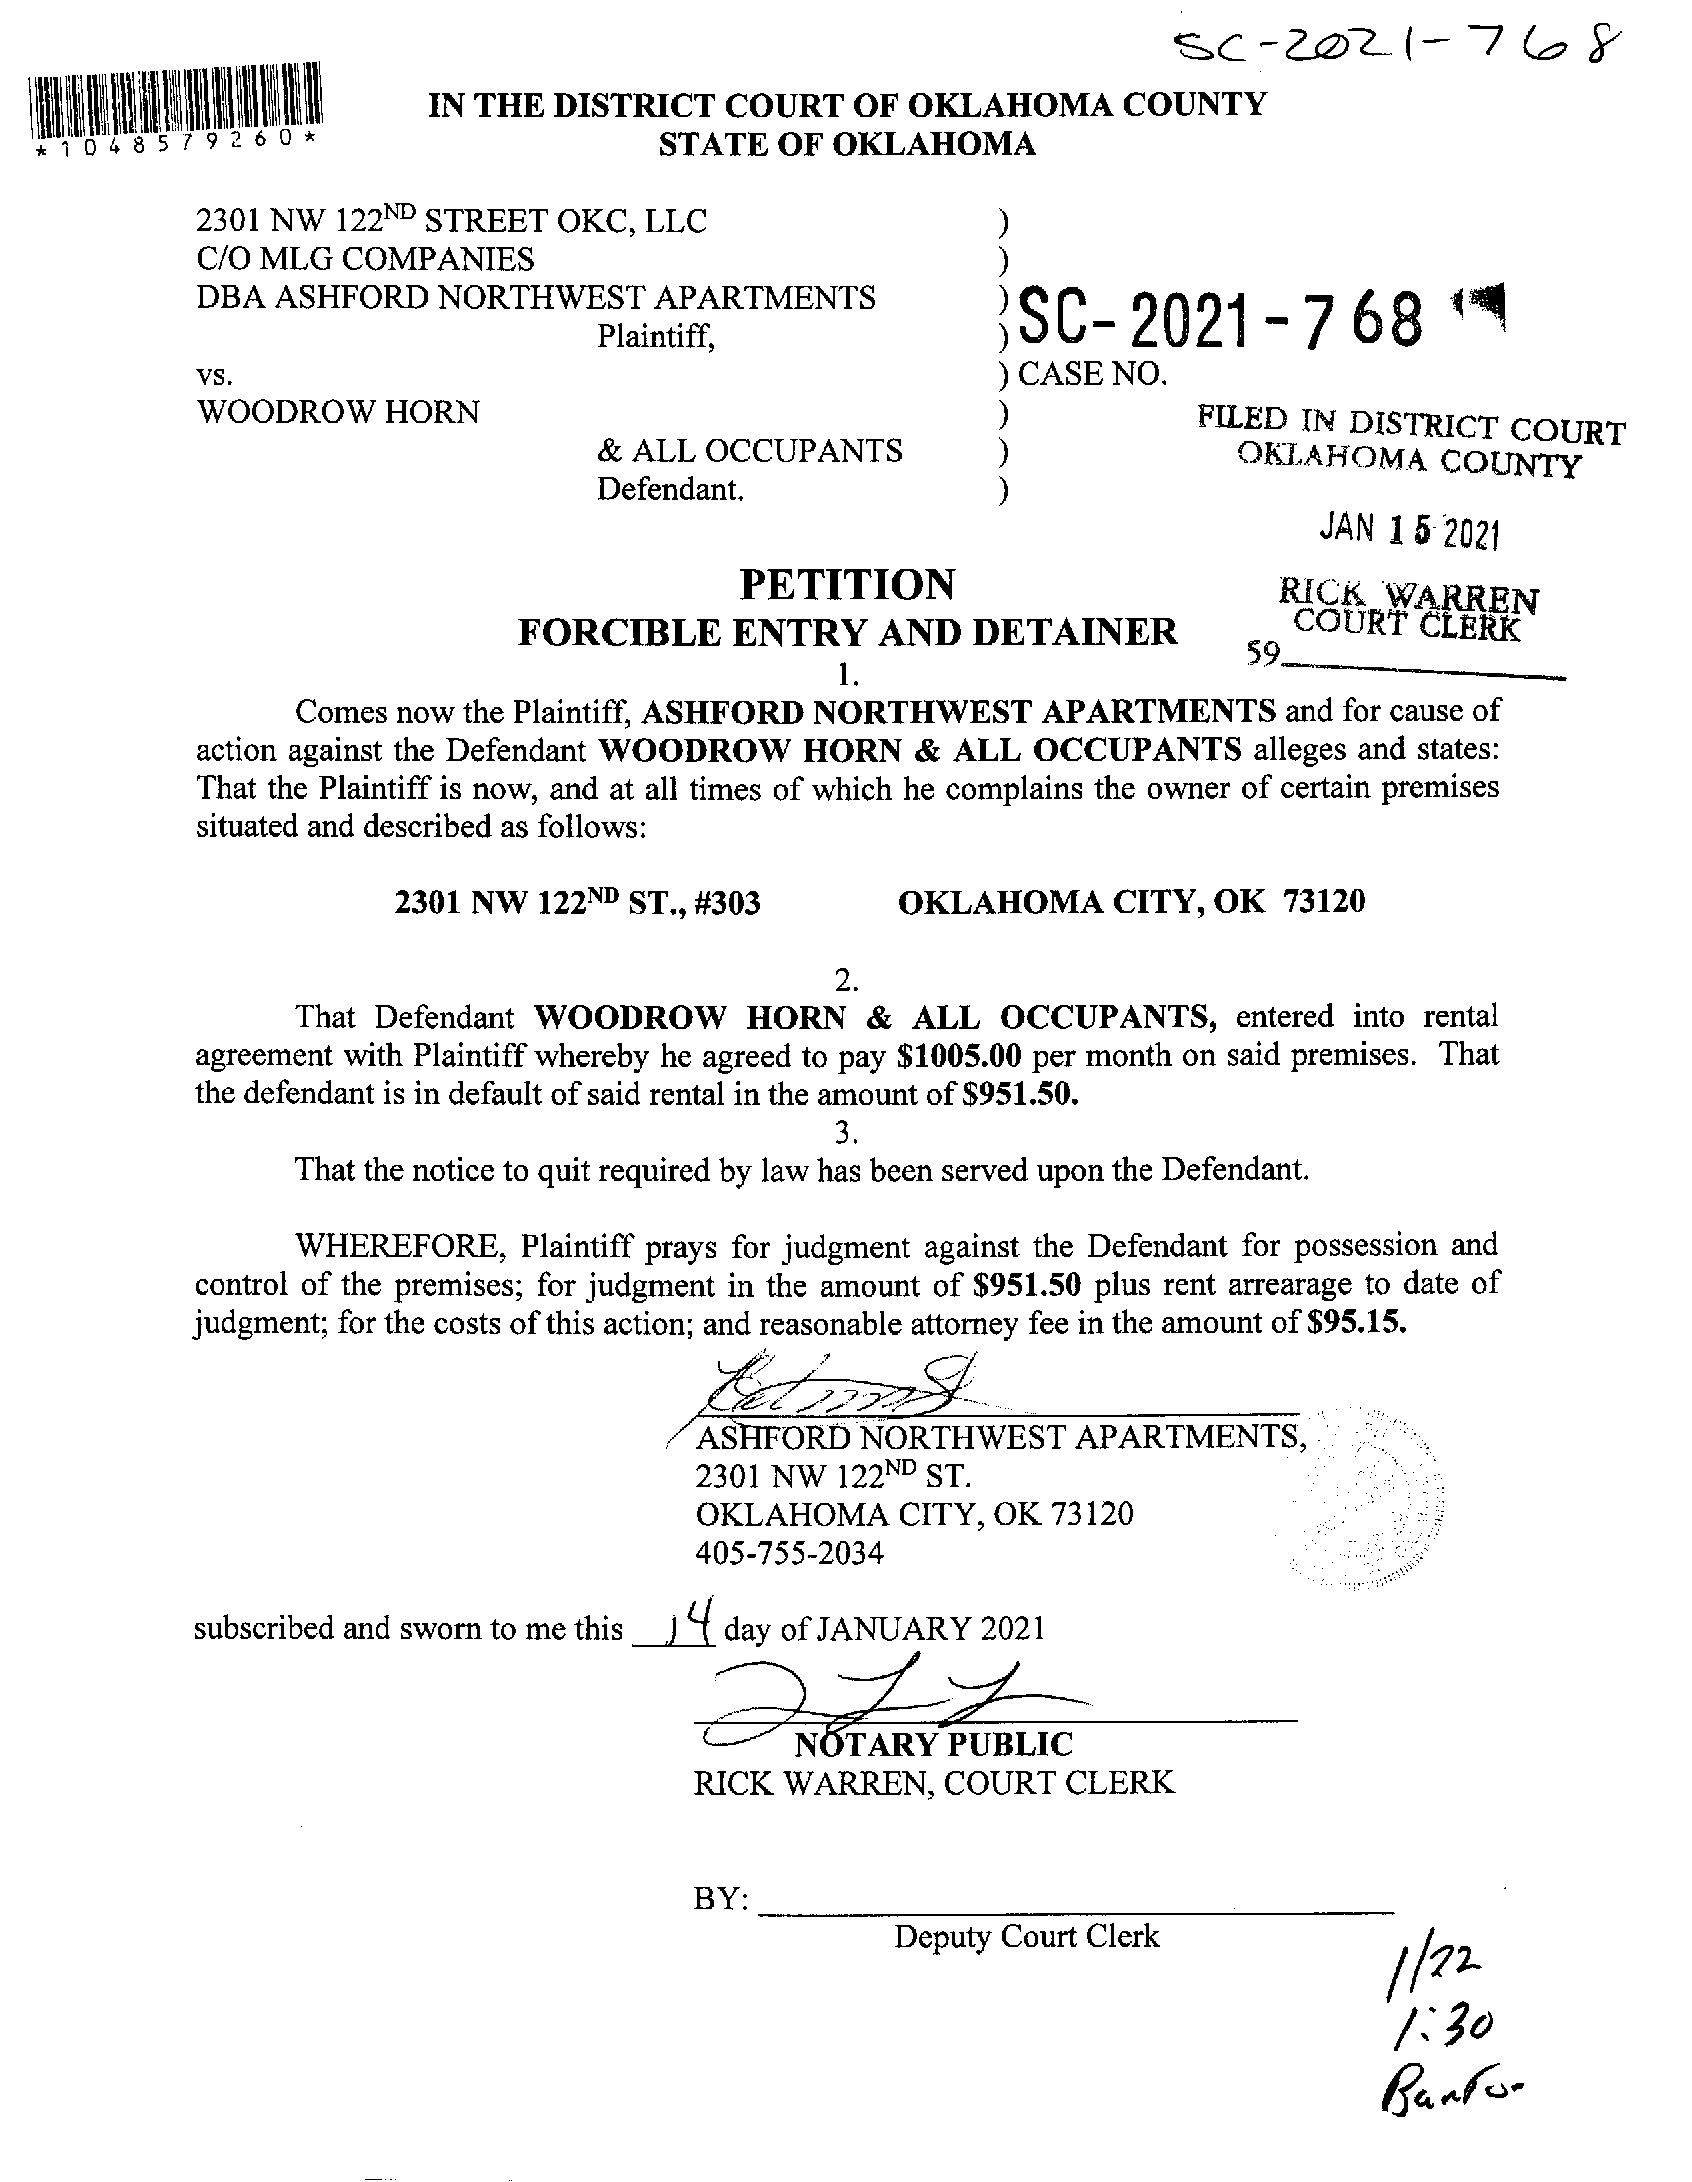 SC-2021-768
*1048579260*
IN THE DISTRICT COURT OF OKLAHOMA COUNTY
STATE OF OKLAHOMA
2301 NW 122ND STREET OKC, LLC )
C/O MLG COMPANIES )
DBA ASHFORD NORTHWEST APARTMENTS )
Plaintiff, ) SC-2021-768
vs. ) CASE NO.
WOODROW HORN )
& ALL OCCUPANTS )
Defendant. )
FILED IN DISTRICT COURT
OKLAHOMA COUNTY
JAN 15 2021
RICK WARREN
COURT CLERK
59
PETITION
FORCIBLE ENTRY AND DETAINER
1.
Comes now the Plaintiff, ASHFORD NORTHWEST APARTMENTS and for cause of
action against the Defendant WOODROW HORN & ALL OCCUPANTS alleges and states:
That the Plaintiff is now, and at all times of which he complains the owner of certain premises
situated and described as follows:
2301 NW 122ND ST., #303 OKLAHOMA CITY, OK 73120
2.
That Defendant WOODROW HORN & ALL OCCUPANTS, entered into rental
agreement with Plaintiff whereby he agreed to pay $1005.00 per month on said premises. That
the defendant is in default of said rental in the amount of $951.50.
3.
That the notice to quit required by law has been served upon the Defendant.
WHEREFORE, Plaintiff prays for judgment against the Defendant for possession and
control of the premises; for judgment in the amount of $951.50 plus rent arrearage to date of
judgment; for the costs of this action; and reasonable attorney fee in the amount of $95.15.
ASHFORD NORTHWEST APARTMENTS,
2301 NW 122ND ST.
OKLAHOMA CITY, OK 73120
405-755-2034
subscribed and sworn to me this 14 day of JANUARY 2021
NOTARY PUBLIC
RICK WARREN, COURT CLERK
BY:
Deputy Court Clerk
1/22
1:30